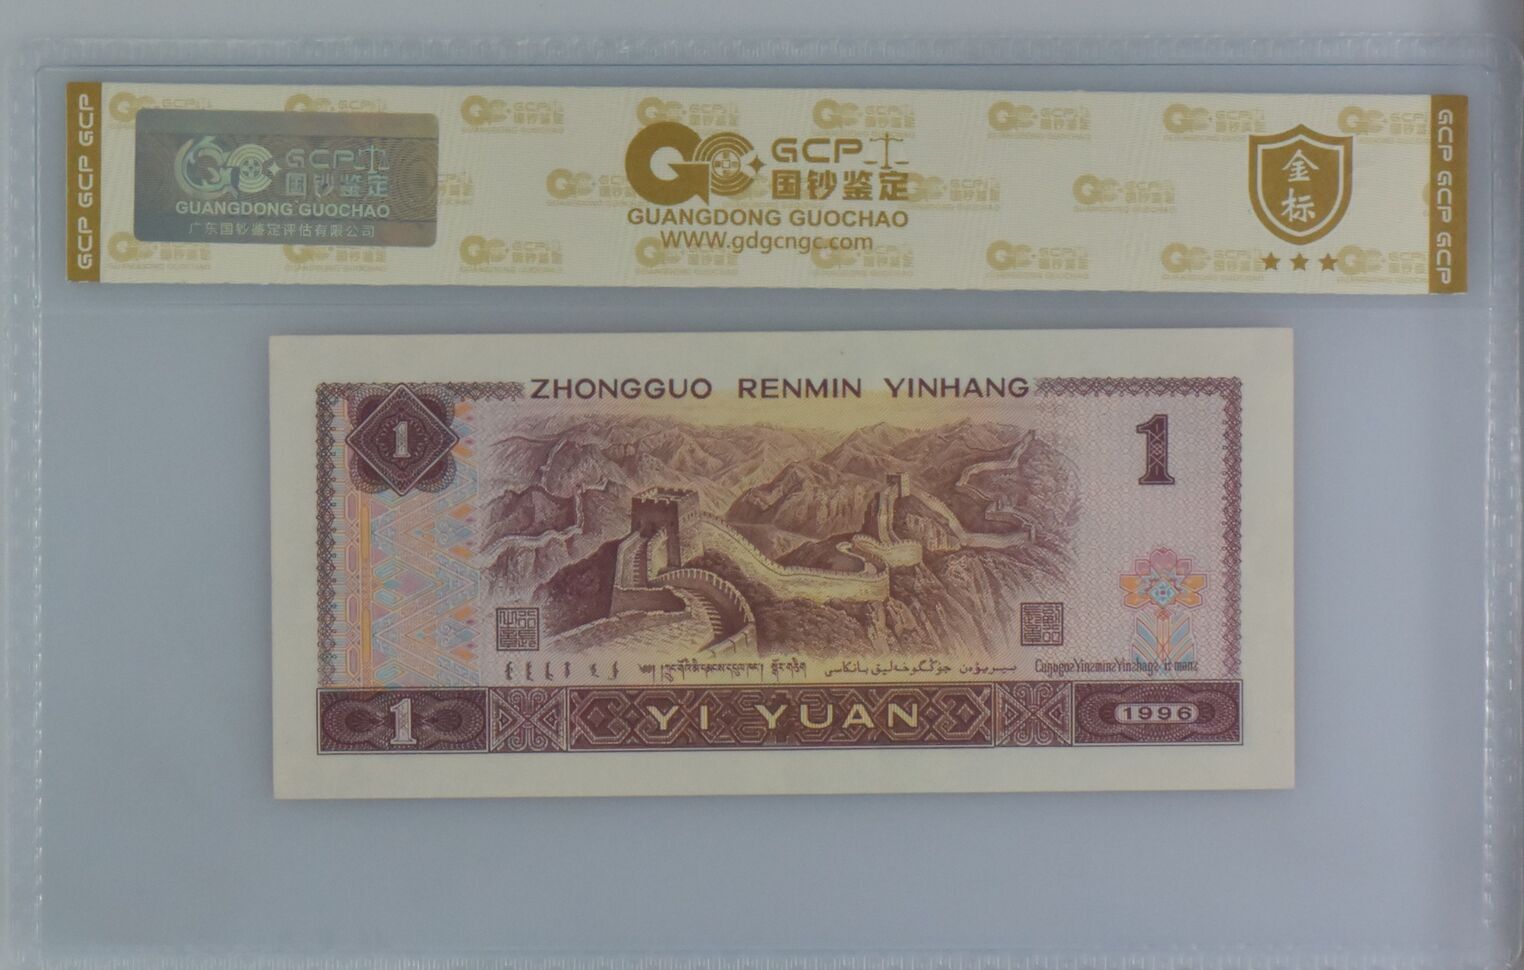 GCP GCP GCP
GCP
国钞鉴定
GUANGDONG GUOCHAO
广东国钞鉴定评估有限公司
GCP
国钞鉴定
GUANGDONG GUOCHAO
WWW.gdgcngc.com
金
标
GCP GCP GCP
ZHONGGUO RENMIN YINHANG
1
1
1
YI YUAN
1996